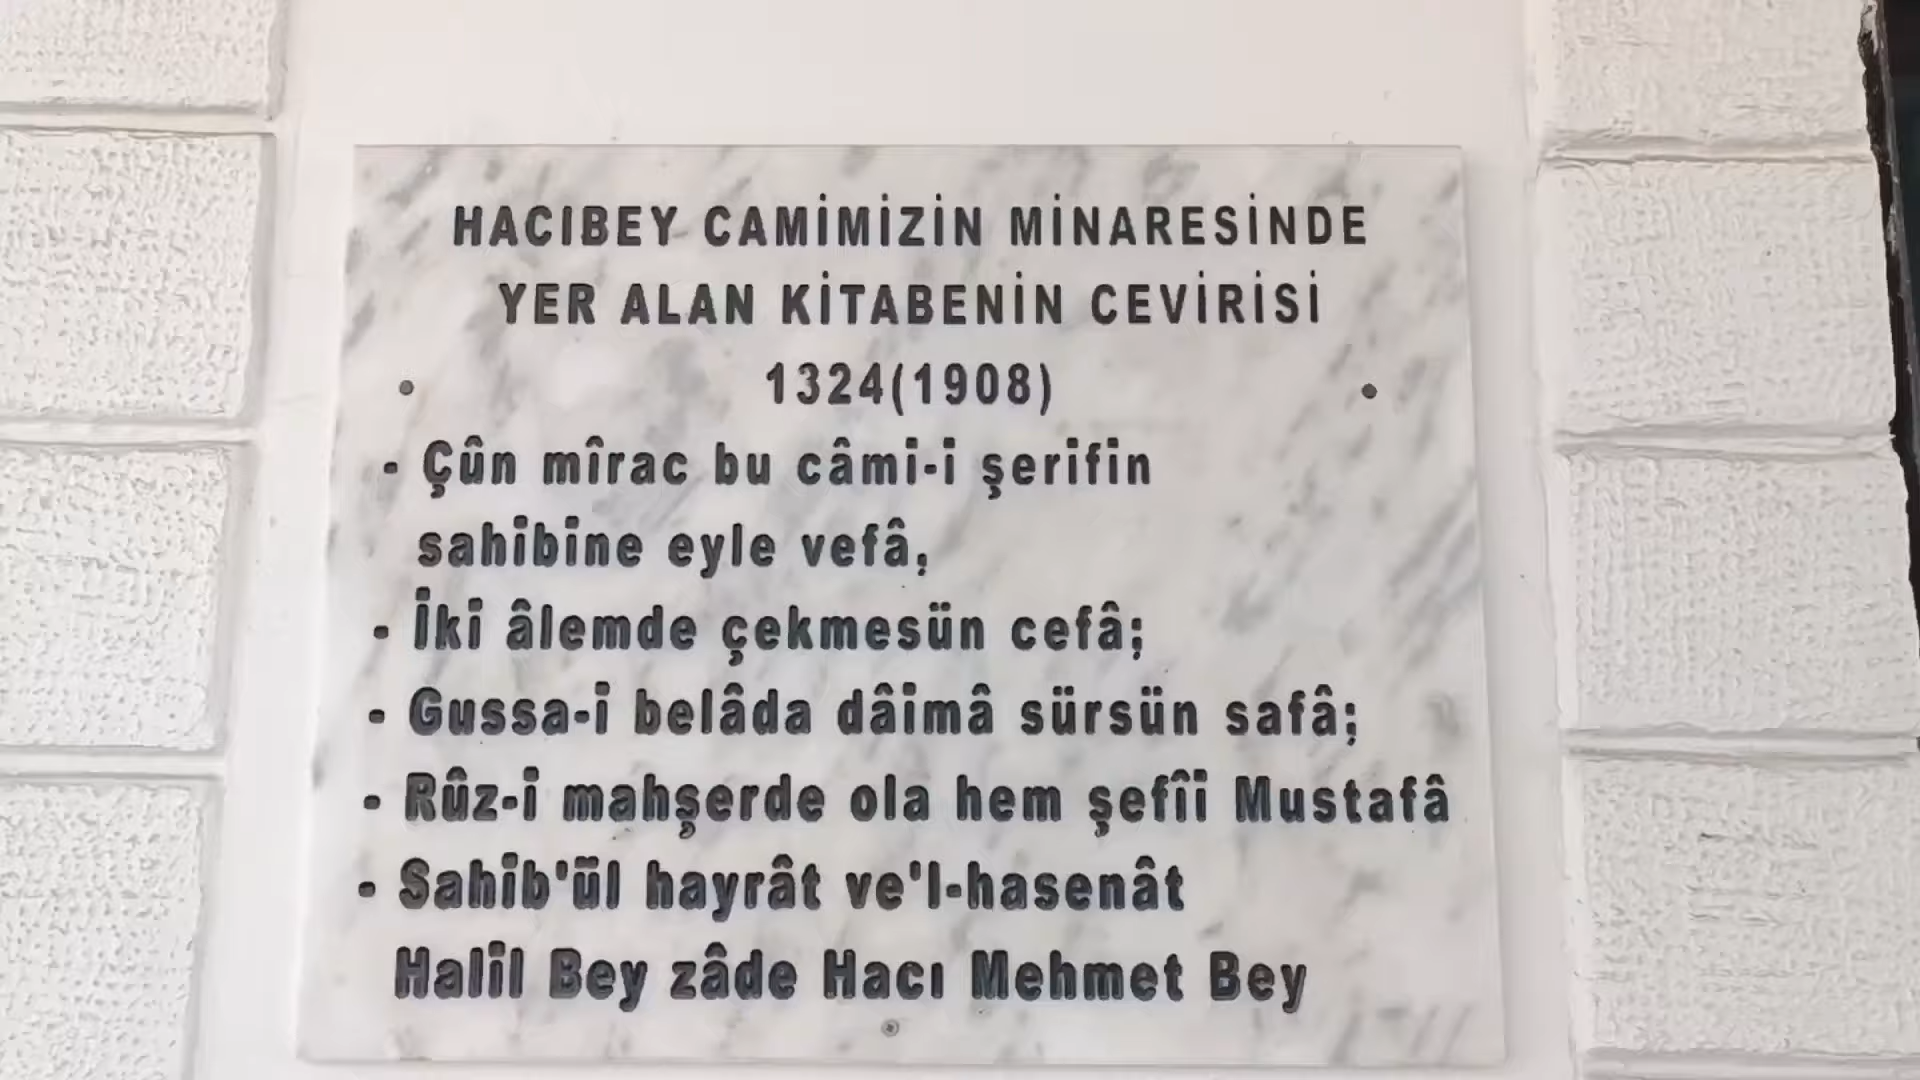 HACIBEY CAMİMİZİN MİNARESİNDE
YER ALAN KİTABENİN CEVİRİSİ
1324(1908)
- Çûn mîrac bu câmi-i şerifin
sahibine eyle vefâ,
- İki âlemde çekmesün cefâ;
- Gussa-i belâda dâimâ sürsün safâ;
- Rûz-i mahşerde ola hem şefîi Mustafâ
- Sahib'ül hayrât ve'l-hasenât
Halil Bey zâde Hacı Mehmet Bey